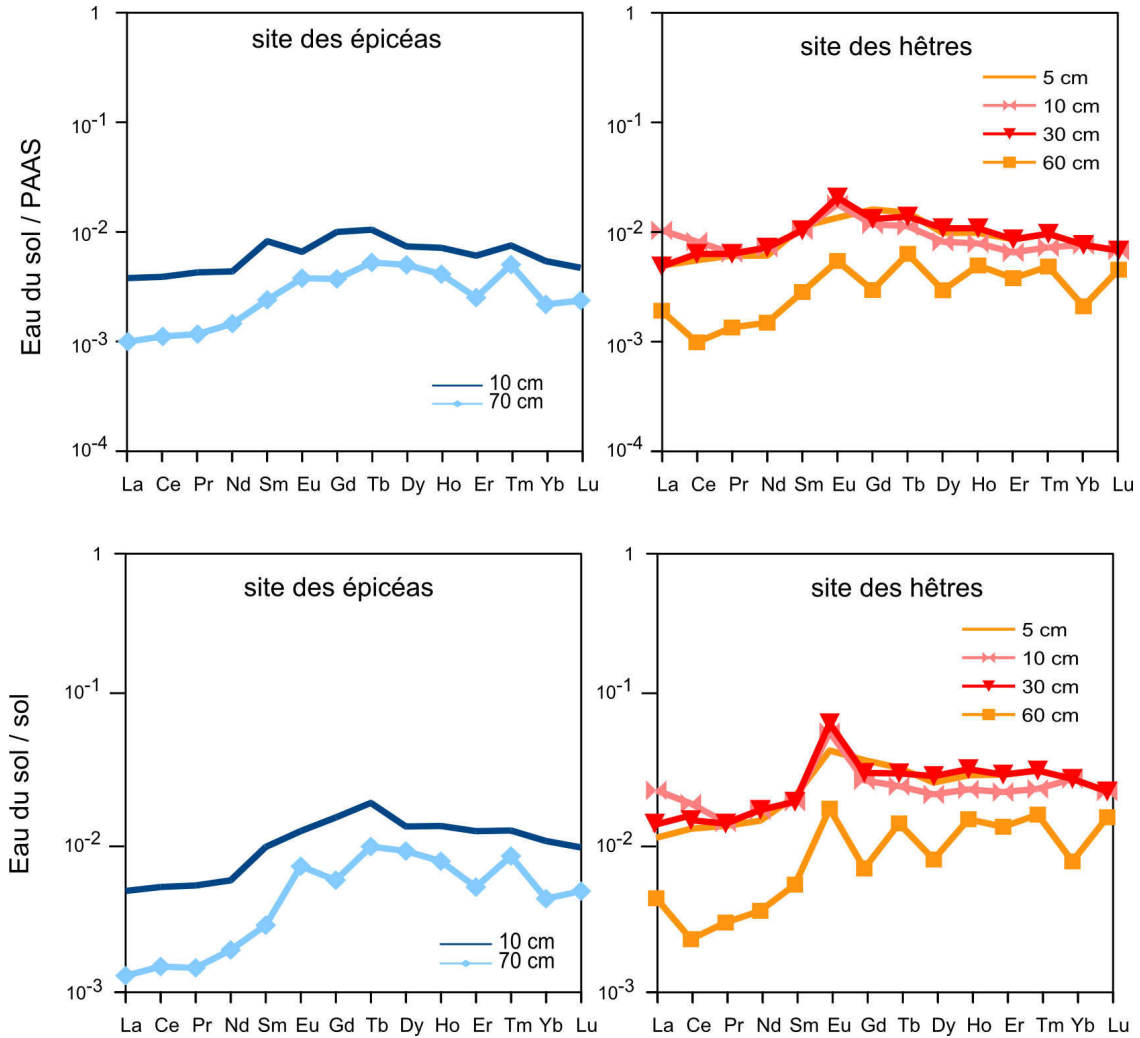 site des épicéas
Eau du sol / PAAS
1
10-1
10-2
10-3
10-4
10 cm
70 cm
La Ce Pr Nd Sm Eu Gd Tb Dy Ho Er Tm Yb Lu
site des hêtres
1
10-1
10-2
10-3
10-4
5 cm
10 cm
30 cm
60 cm
La Ce Pr Nd Sm Eu Gd Tb Dy Ho Er Tm Yb Lu
site des épicéas
Eau du sol / sol
1
10-1
10-2
10-3
10 cm
70 cm
La Ce Pr Nd Sm Eu Gd Tb Dy Ho Er Tm Yb Lu
site des hêtres
1
10-1
10-2
10-3
5 cm
10 cm
30 cm
60 cm
La Ce Pr Nd Sm Eu Gd Tb Dy Ho Er Tm Yb Lu